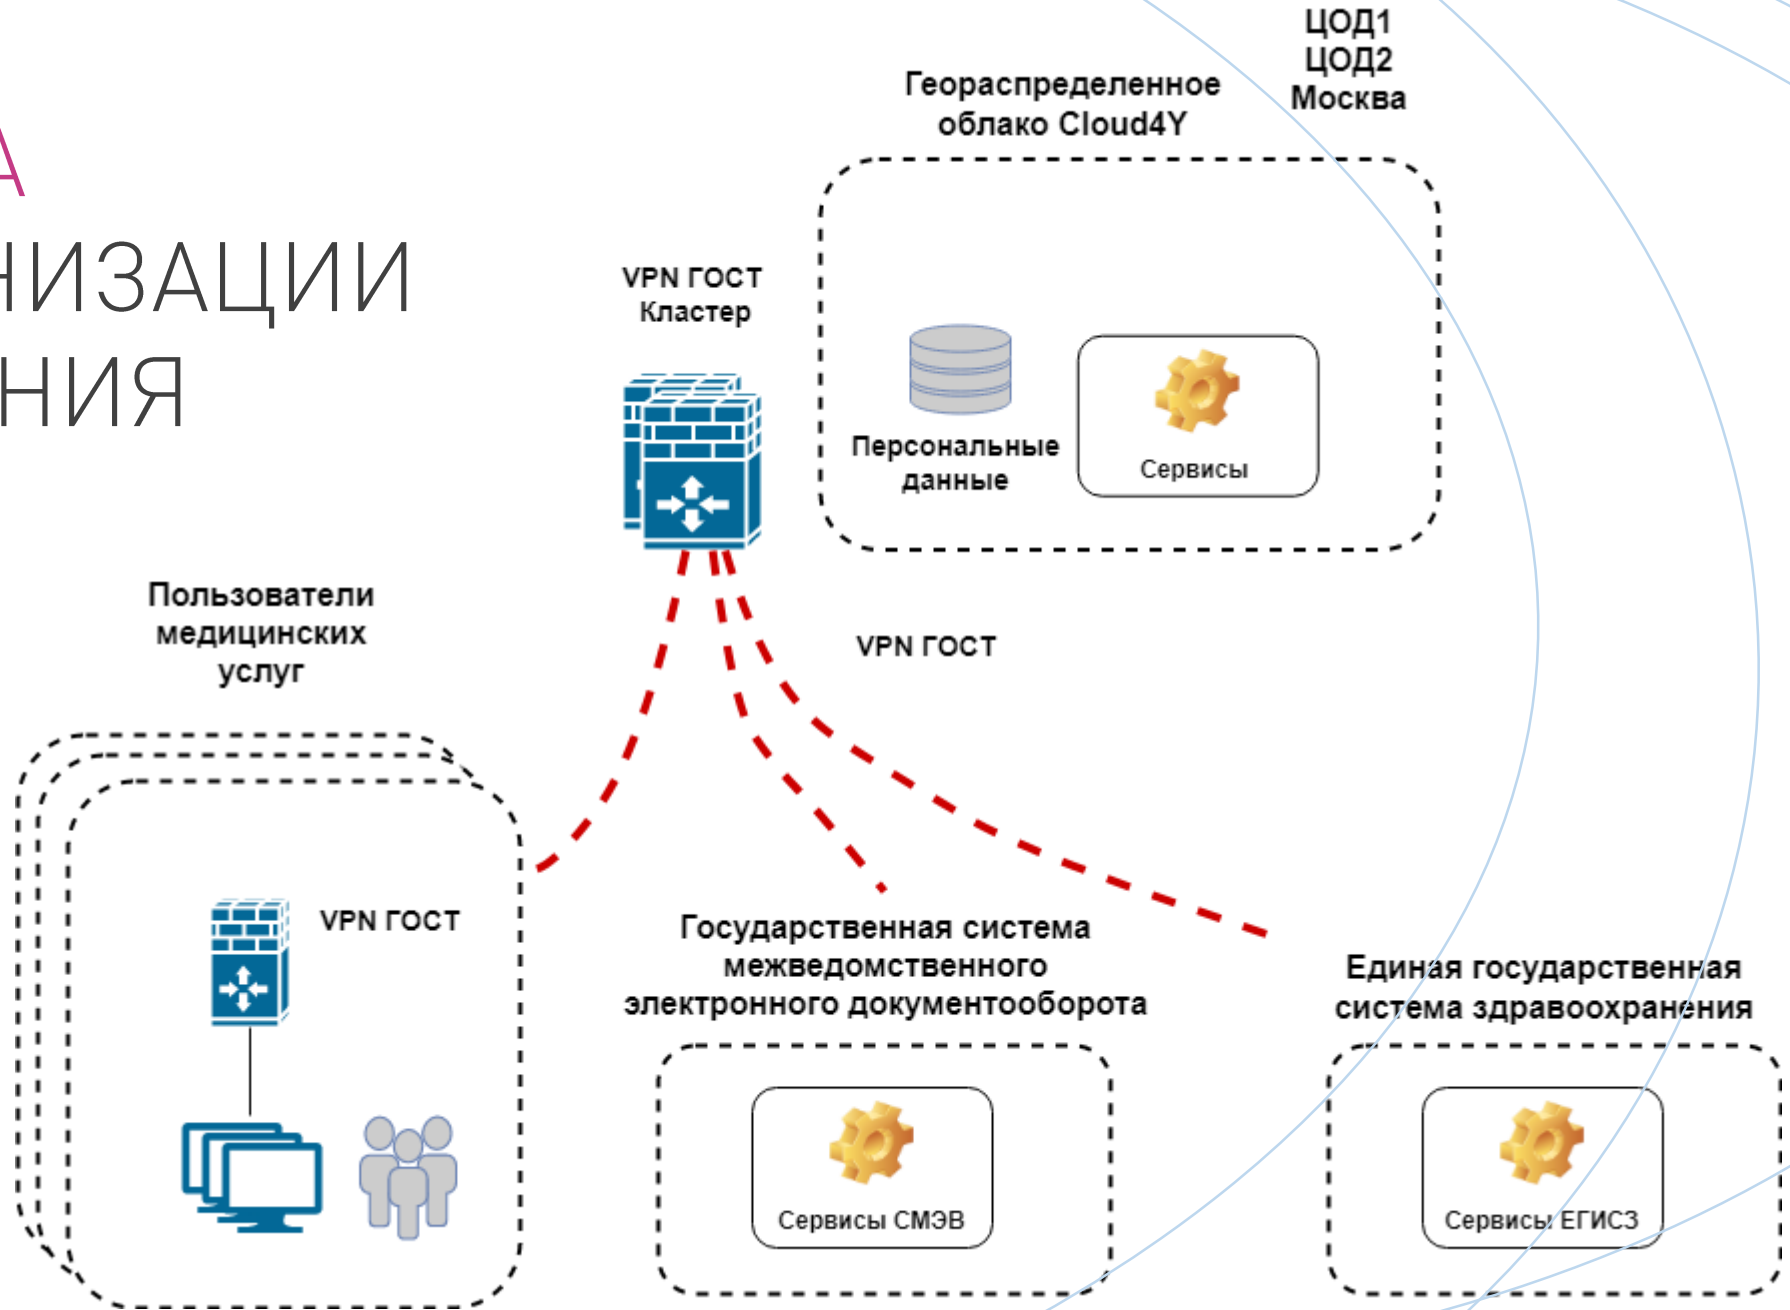 А
НИЗАЦИИ
НИЯ
ЦОД1
ЦОД2
Москва
Геораспределенное
облако Cloud4Y
VPN ГОСТ
Кластер
Персональные
данные
Сервисы
VPN ГОСТ
Пользователи
медицинских
услуг
VPN ГОСТ
Государственная система
межведомственного
электронного документооборота
Сервисы СМЭВ
Единая государственная
система здравоохранения
Сервисы ЕГИСЗ